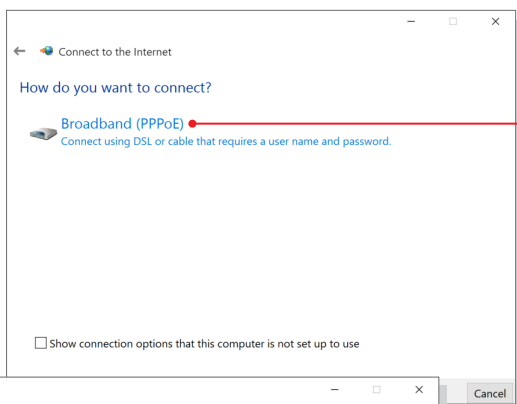 Connect to the Internet
How do you want to connect?
Broadband (PPPoE)
Connect using DSL or cable that requires a user name and password.
Show connection options that this computer is not set up to use
Cancel